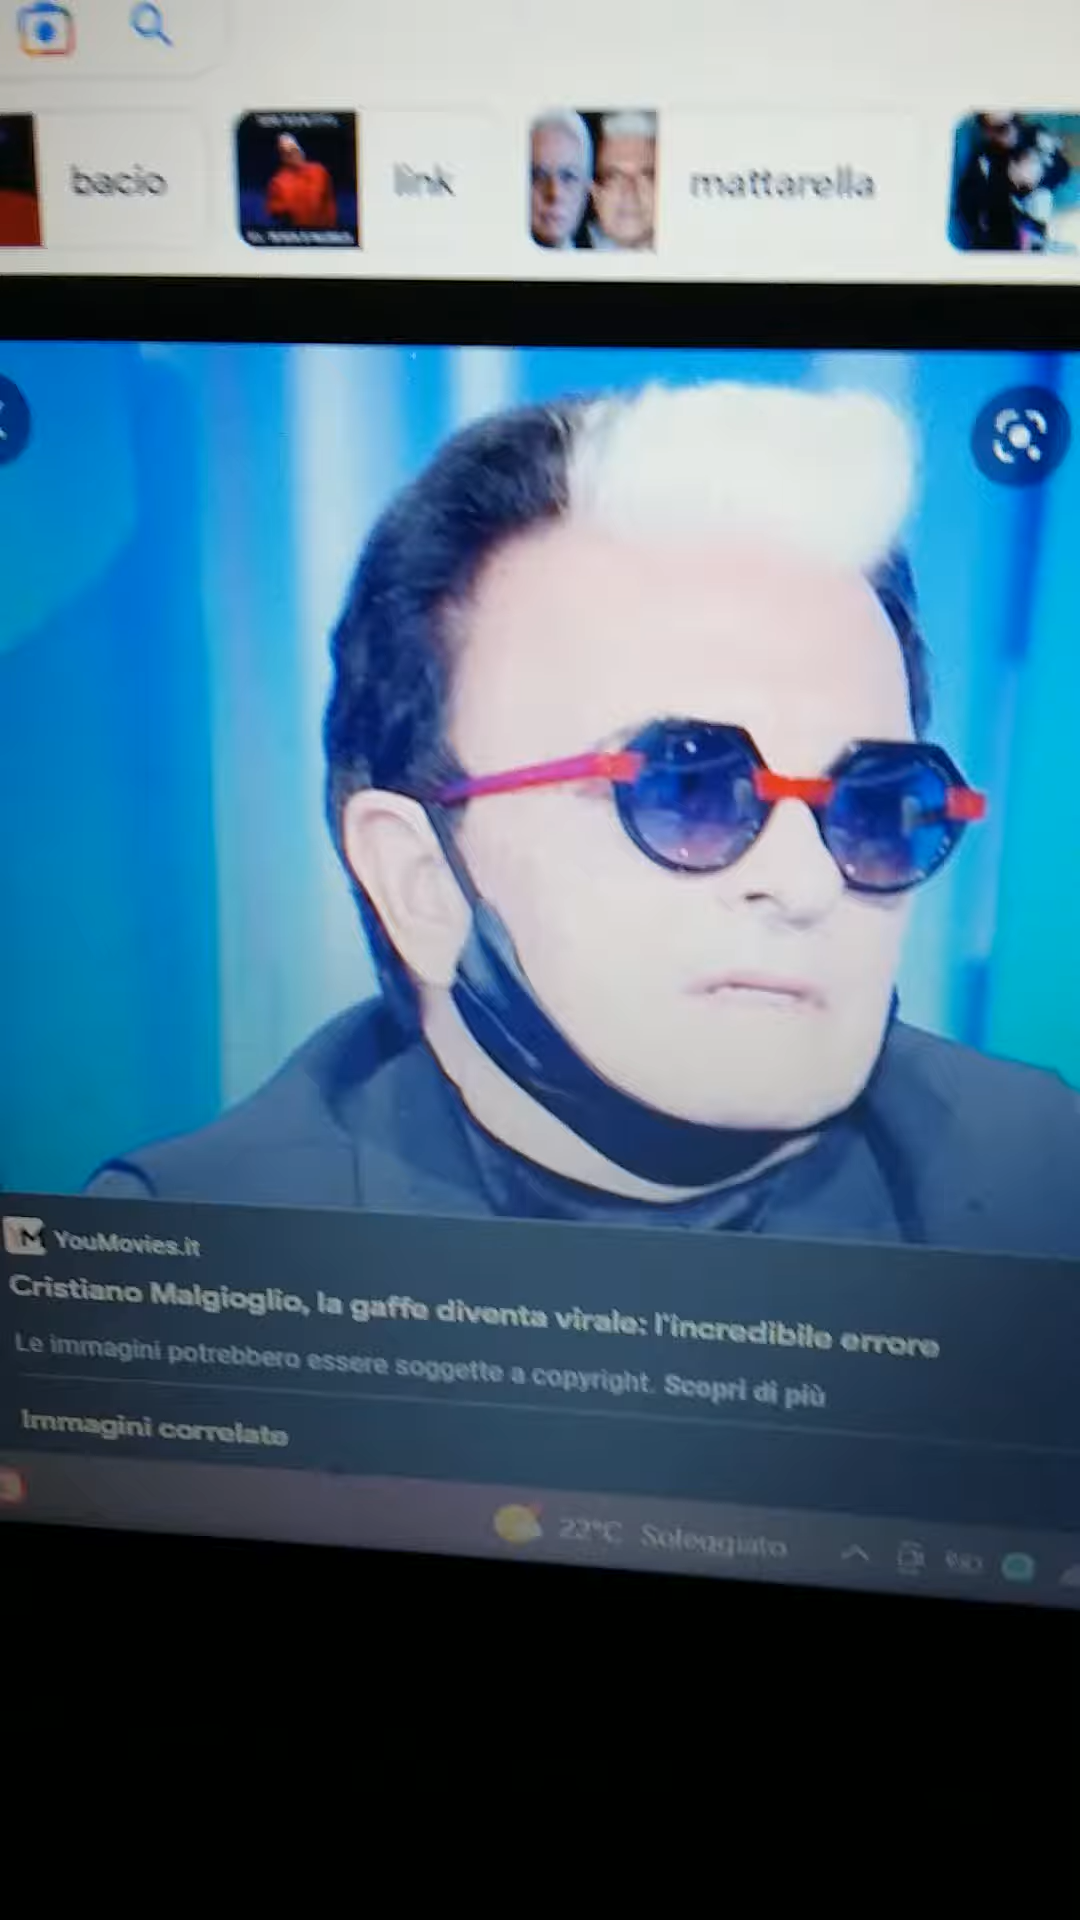 bacio
link
mattarella
YouMovies.it
Cristiano Malgioglio, la gaffe diventa virale: l'incredibile errore
Le immagini potrebbero essere soggette a copyright. Scopri di più
Immagini correlate
22°C Soleggiato